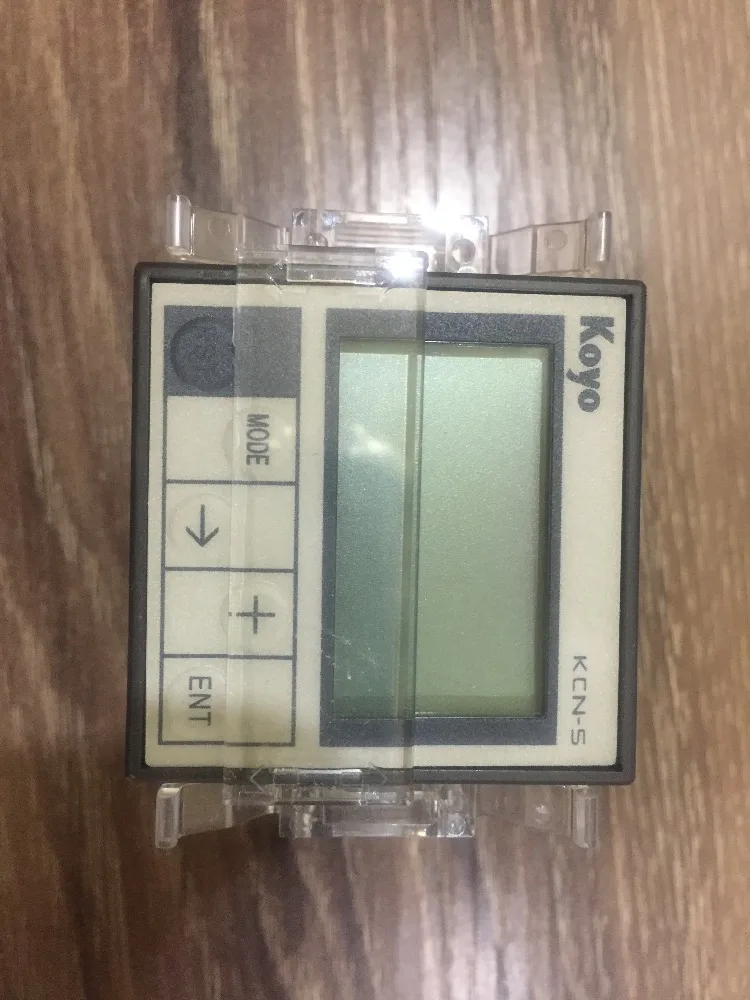 Koyo
KCN-S
MODE
→
+
ENT